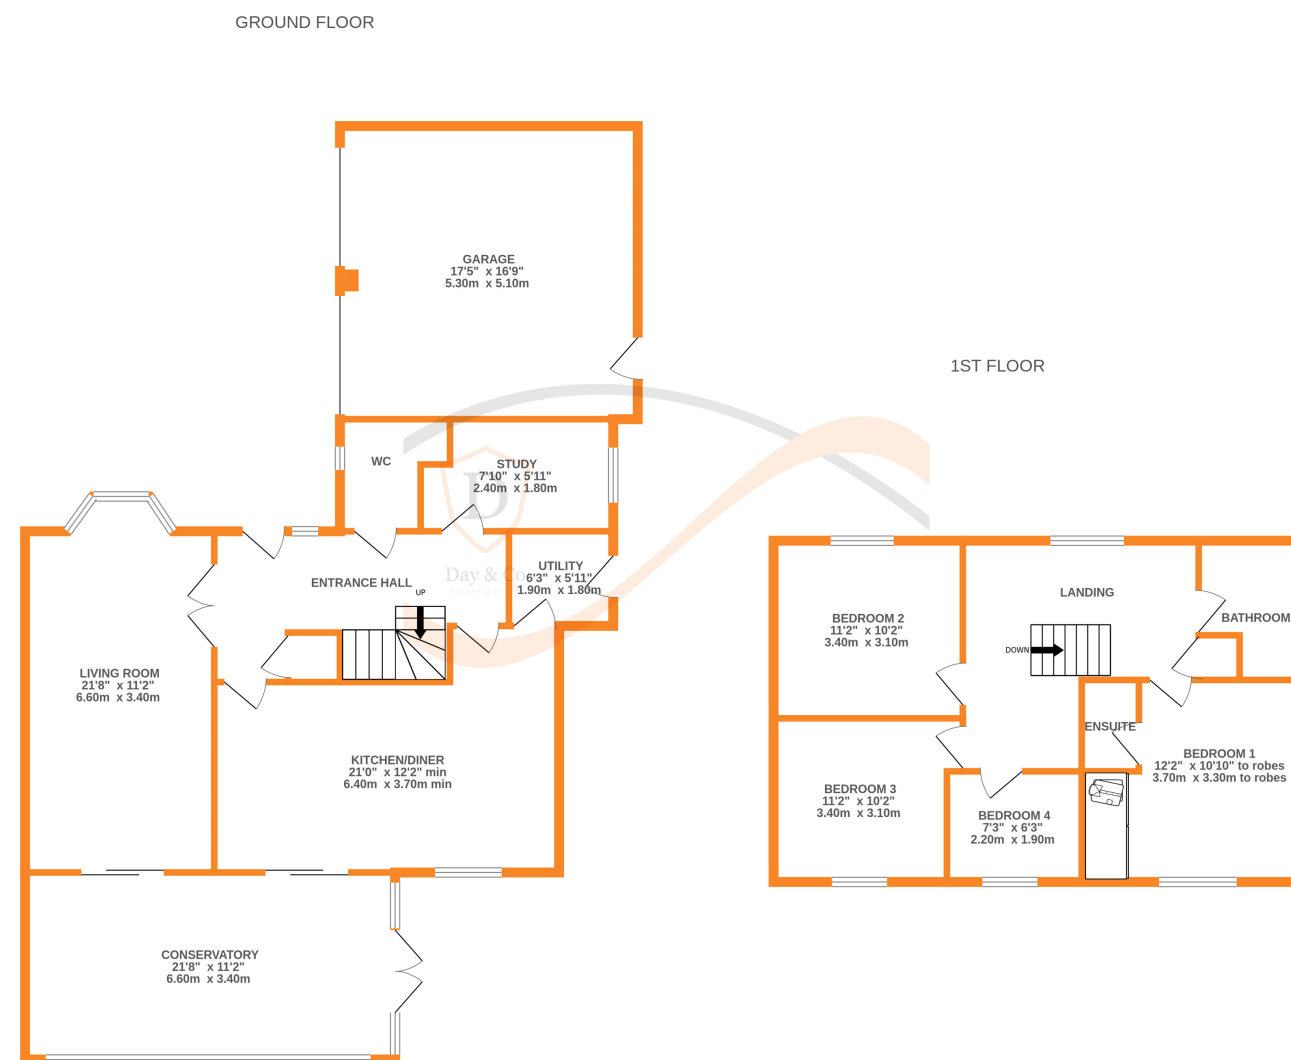 GROUND FLOOR
GARAGE
17'5" x 16'9"
5.30m x 5.10m
1ST FLOOR
WC
STUDY
7'10" x 5'11"
2.40m x 1.80m
D
Day & Co
UTILITY
6'3" x 5'11"
1.90m x 1.80m
ENTRANCE HALL
UP
LIVING ROOM
21'8" x 11'2"
6.60m x 3.40m
KITCHEN/DINER
21'0" x 12'2" min
6.40m x 3.70m min
CONSERVATORY
21'8" x 11'2"
6.60m x 3.40m
LANDING
BEDROOM 2
11'2" x 10'2"
3.40m x 3.10m
BATHROOM
DOWN
ENSUITE
BEDROOM 1
12'2" x 10'10" to robes
3.70m x 3.30m to robes
BEDROOM 3
11'2" x 10'2"
3.40m x 3.10m
BEDROOM 4
7'3" x 6'3"
2.20m x 1.90m